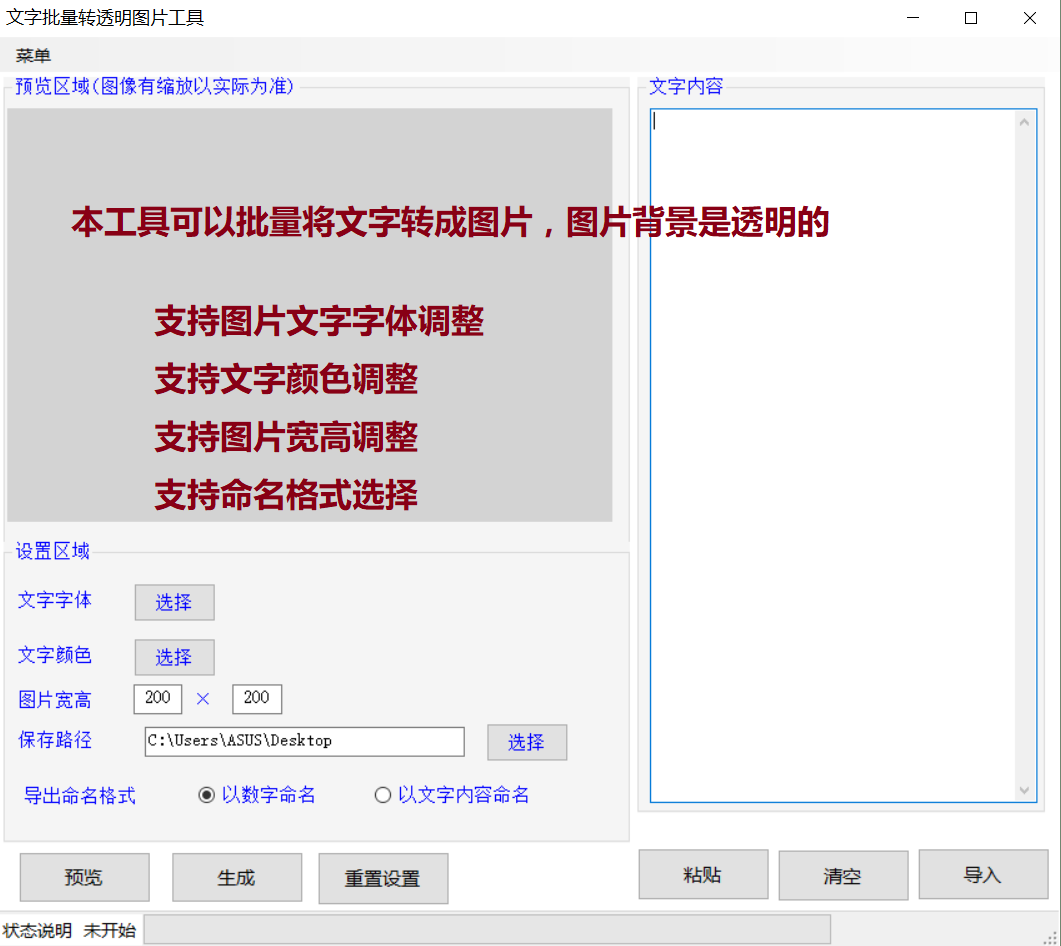 文字批量转透明图片工具
菜单
预览区域(图像有缩放以实际为准)
文字内容
本工具可以批量将文字转成图片，图片背景是透明的
支持图片文字字体调整
支持文字颜色调整
支持图片宽高调整
支持命名格式选择
设置区域
文字字体 选择
文字颜色 选择
图片宽高 200 × 200
保存路径 C:\Users\ASUS\Desktop 选择
导出命名格式 以数字命名 以文字内容命名
预览 生成 重置设置 粘贴 清空 导入
状态说明 未开始